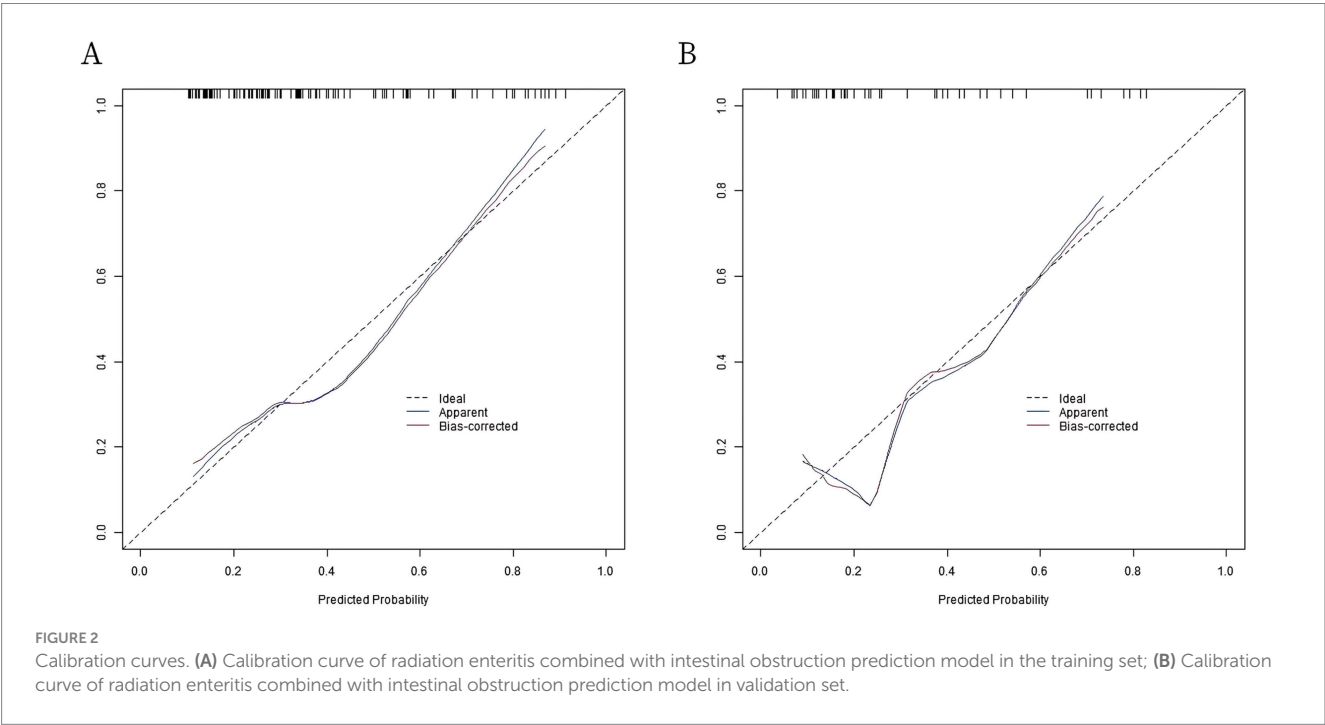 A
1.0
0.8
0.6
0.4
0.2
0.0
Ideal
Apparent
Bias-corrected
0.0 0.2 0.4 0.6 0.8 1.0
Predicted Probability
B
1.0
0.8
0.6
0.4
0.2
0.0
Ideal
Apparent
Bias-corrected
0.0 0.2 0.4 0.6 0.8 1.0
Predicted Probability
FIGURE 2
Calibration curves. (A) Calibration curve of radiation enteritis combined with intestinal obstruction prediction model in the training set; (B) Calibration
curve of radiation enteritis combined with intestinal obstruction prediction model in validation set.